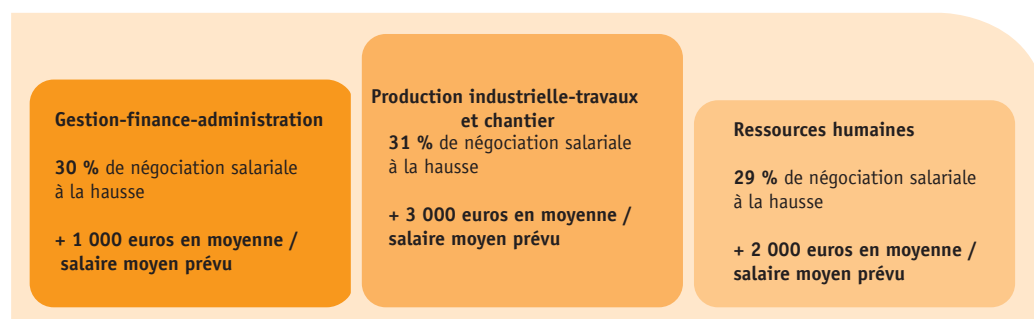 Gestion-finance-administration
30 % de négociation salariale
à la hausse
+ 1 000 euros en moyenne /
salaire moyen prévu
Production industrielle-travaux
et chantier
31 % de négociation salariale
à la hausse
+ 3 000 euros en moyenne /
salaire moyen prévu
Ressources humaines
29 % de négociation salariale
à la hausse
+ 2 000 euros en moyenne /
salaire moyen prévu